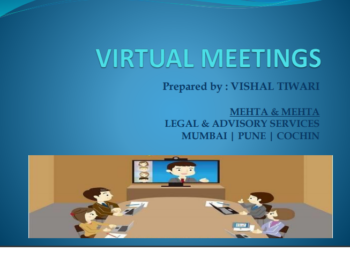 VIRTUAL MEETINGS
Prepared by : VISHAL TIWARI
MEHTA & MEHTA
LEGAL & ADVISORY SERVICES
MUMBAI | PUNE | COCHIN